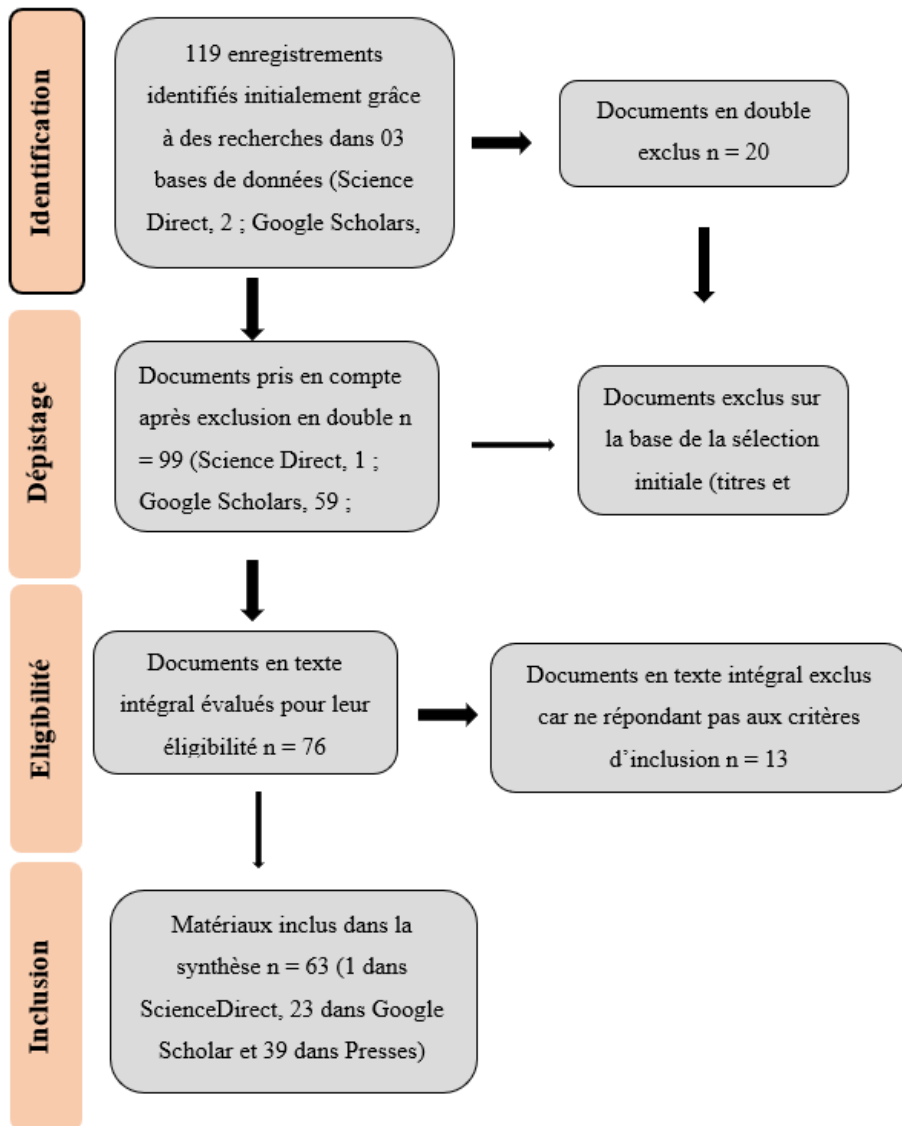 Identification
119 enregistrements
identifiés initialement grâce
à des recherches dans 03
bases de données (Science
Direct, 2 ; Google Scholars,
Documents en double
exclus n = 20
Dépistage
Documents pris en compte
après exclusion en double n
= 99 (Science Direct, 1 ;
Google Scholars, 59 ;
Documents exclus sur
la base de la sélection
initiale (titres et
Eligibilité
Documents en texte
intégral évalués pour leur
éligibilité n = 76
Documents en texte intégral exclus
car ne répondant pas aux critères
d’inclusion n = 13
Inclusion
Matériaux inclus dans la
synthèse n = 63 (1 dans
ScienceDirect, 23 dans Google
Scholar et 39 dans Presses)